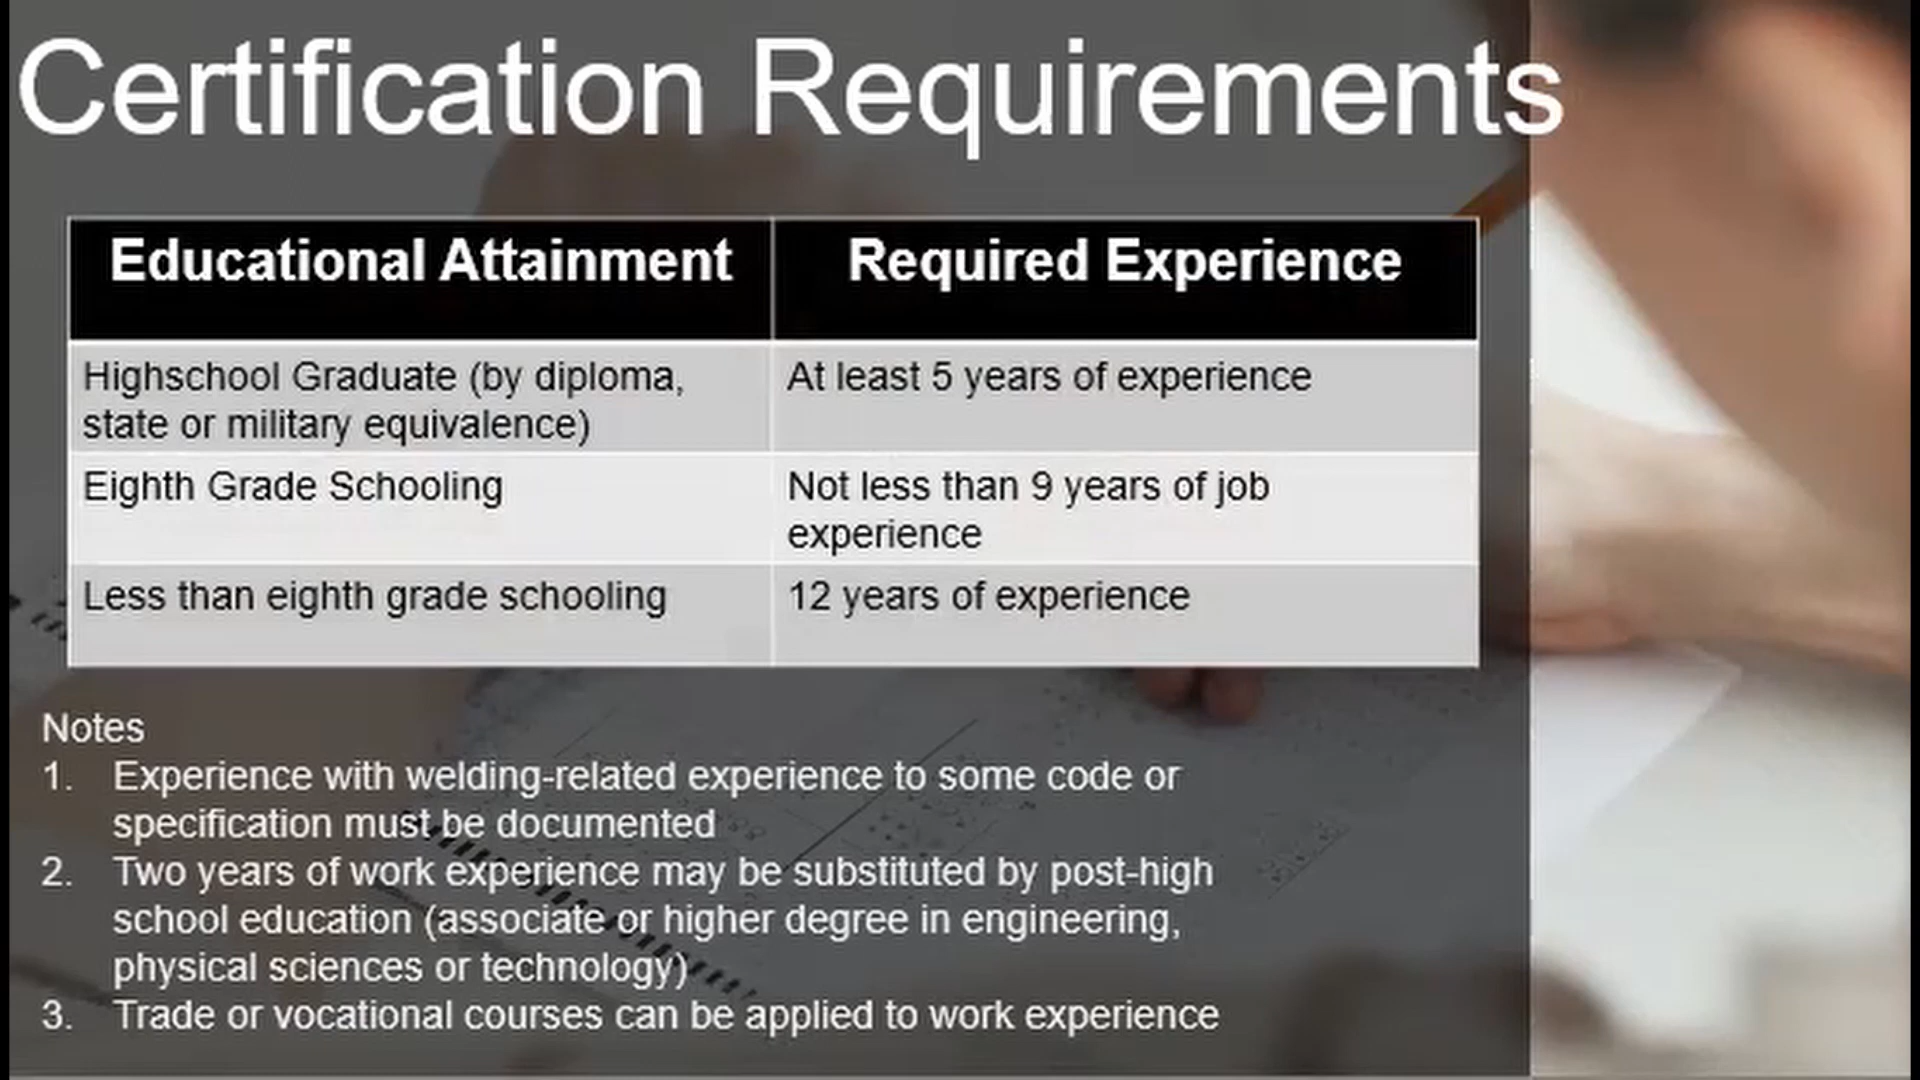 Certification Requirements
Educational Attainment
Required Experience
Highschool Graduate (by diploma,
state or military equivalence)
At least 5 years of experience
Eighth Grade Schooling
Not less than 9 years of job
experience
Less than eighth grade schooling
12 years of experience
Notes
1. Experience with welding-related experience to some code or
specification must be documented
2. Two years of work experience may be substituted by post-high
school education (associate or higher degree in engineering,
physical sciences or technology)
3. Trade or vocational courses can be applied to work experience